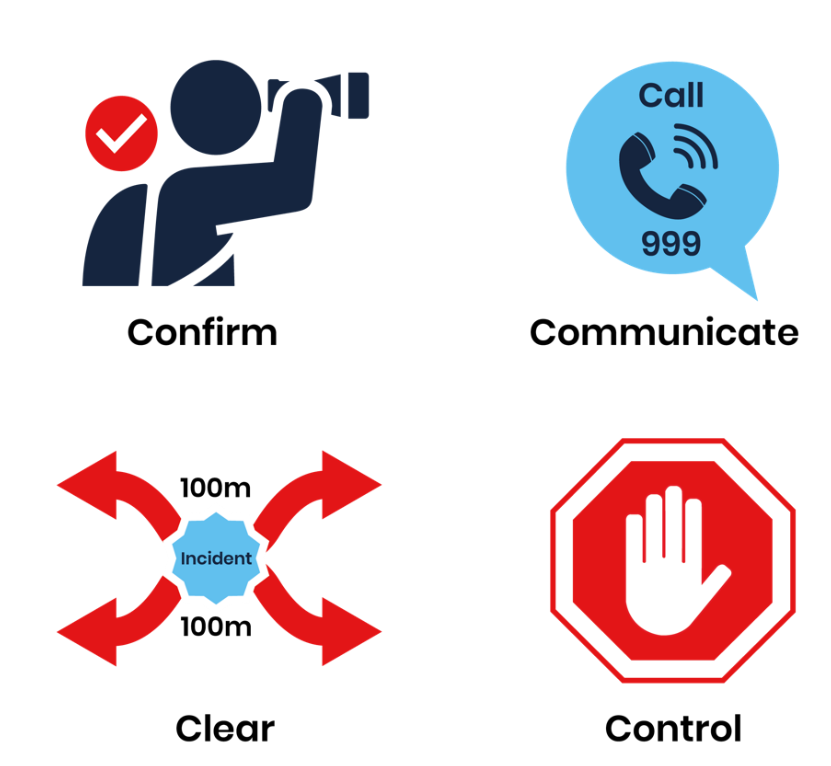 Call
999
Confirm
Communicate
100m
Incident
100m
Clear
Control